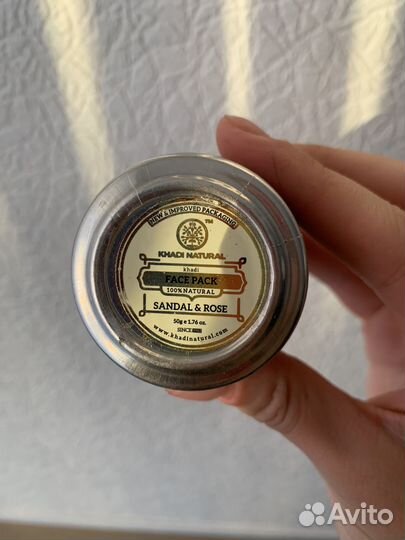 NEW & IMPROVED PACKAGING
TM
KHADI NATURAL
khadi
FACE PACK
100% NATURAL
SANDAL & ROSE
50g e 1.76 oz.
SINCE
www.khadinatural.com
Avito